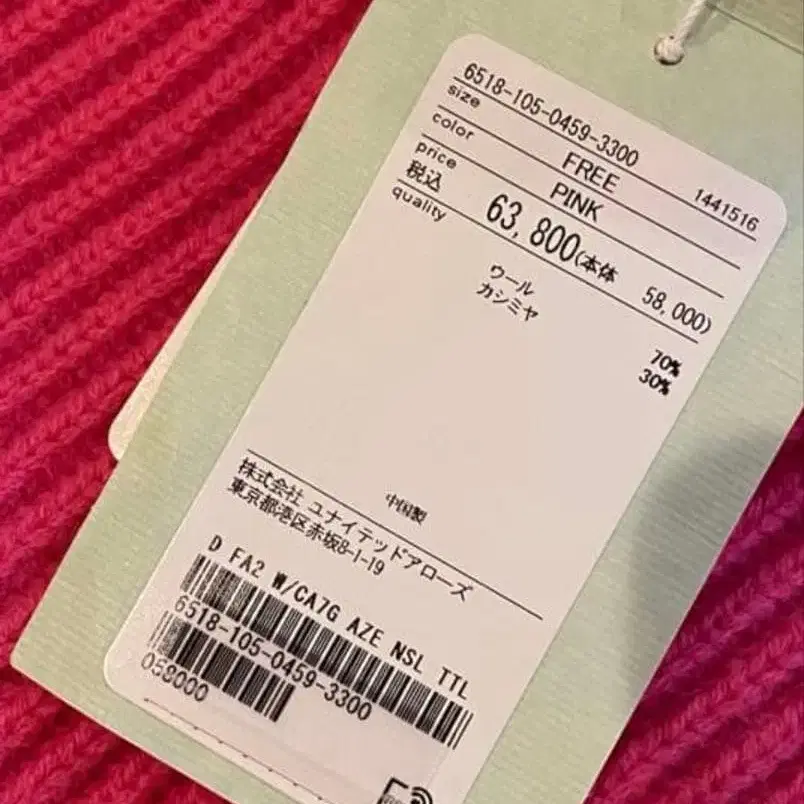 6518-105-0459-3300
size FREE 1441516
color PINK
price
税込 63,800(本体 58,000)
quality
ウール 70%
カシミヤ 30%
中国製
株式会社 ユナイテッドアローズ
東京都港区赤坂8-1-19
D FA2 W/CA7G AZE NSL TTL
6518-105-0459-3300
058000